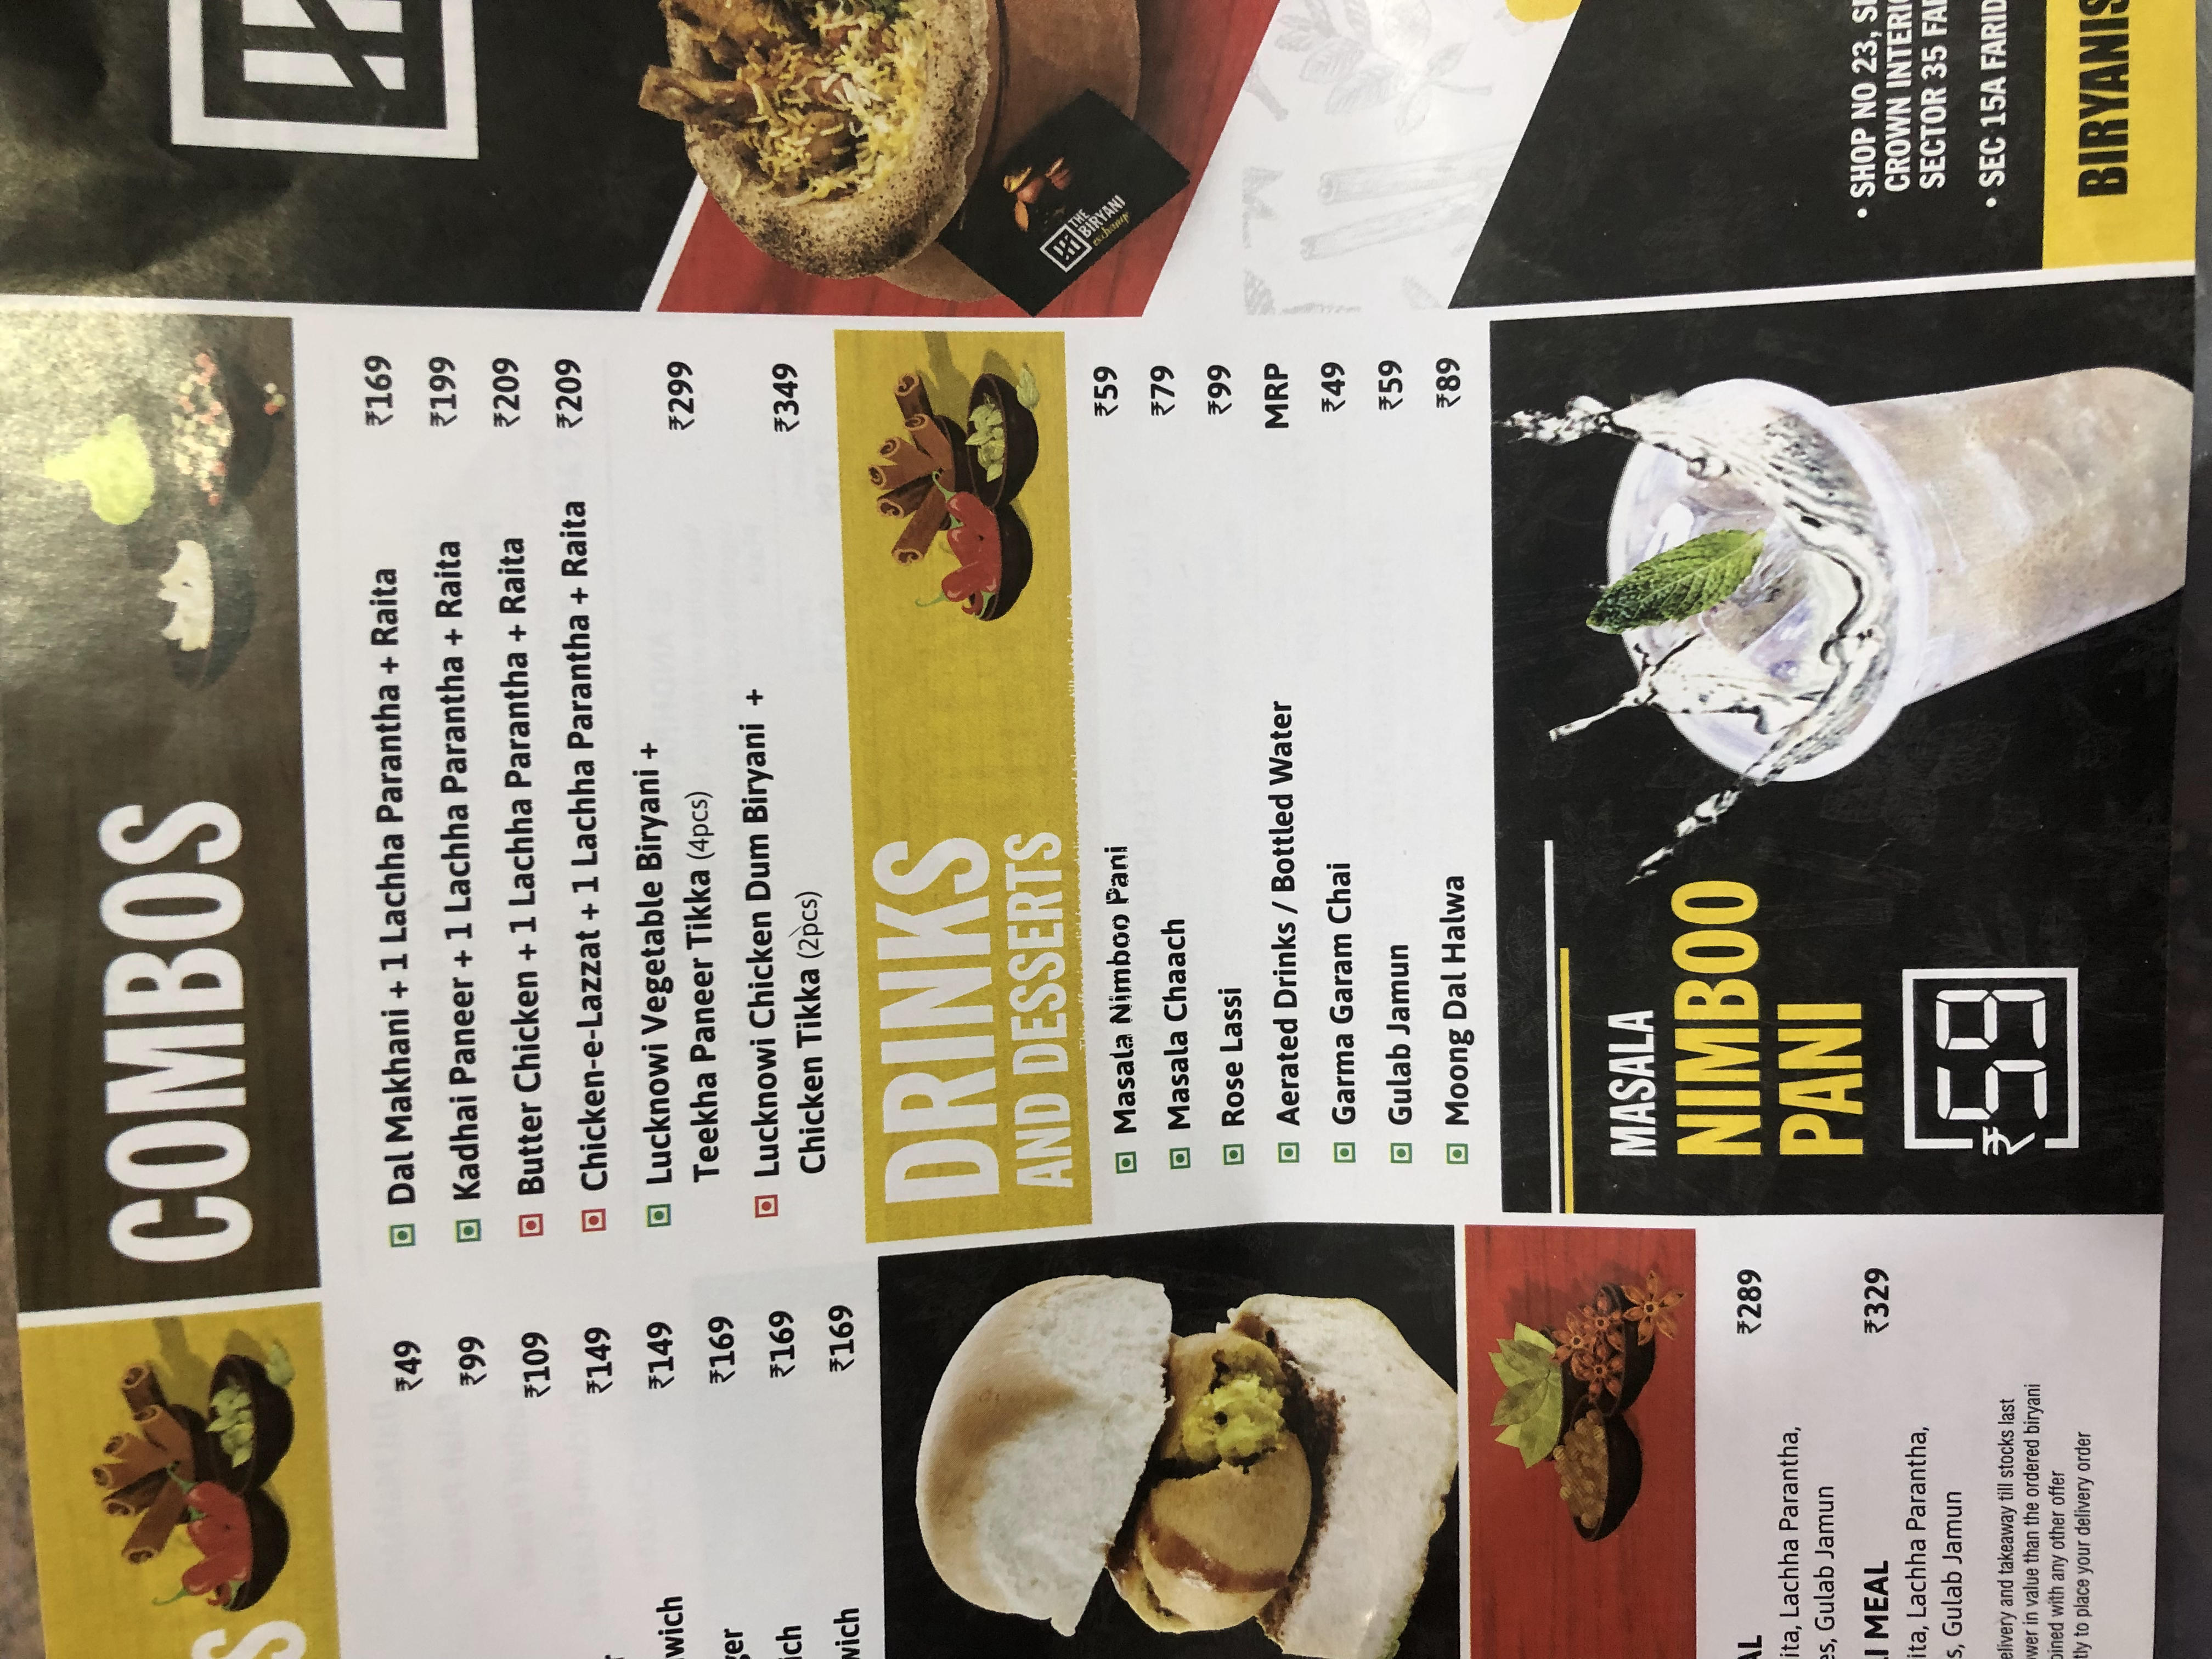 COMBOS
Dal Makhani + 1 Lachha Parantha + Raita ₹169
Kadhai Paneer + 1 Lachha Parantha + Raita ₹199
Butter Chicken + 1 Lachha Parantha + Raita ₹209
Chicken-e-Lazzat + 1 Lachha Parantha + Raita ₹209
Lucknowi Vegetable Biryani +
Teekha Paneer Tikka (4pcs) ₹299
Lucknowi Chicken Dum Biryani +
Chicken Tikka (2pcs) ₹349
DRINKS
AND DESSERTS
Masala Nimboo Pani ₹59
Masala Chaach ₹79
Rose Lassi ₹99
Aerated Drinks / Bottled Water MRP
Garma Garam Chai ₹49
Gulab Jamun ₹59
Moong Dal Halwa ₹89
MASALA
NIMBOO
PANI
₹59
S
₹49
₹99
₹109
₹149
wich ₹149
ger ₹169
ich ₹169
wich ₹169
AL ₹289
ita, Lachha Parantha,
es, Gulab Jamun
I MEAL ₹329
ita, Lachha Parantha,
s, Gulab Jamun
elivery and takeaway till stocks last
wer in value than the ordered biryani
bined with any other offer
tly to place your delivery order
THE
BIRYANI
exchange
• SHOP NO 23, S
CROWN INTERI
SECTOR 35 FA
• SEC 15A FARID
BIRYANIS